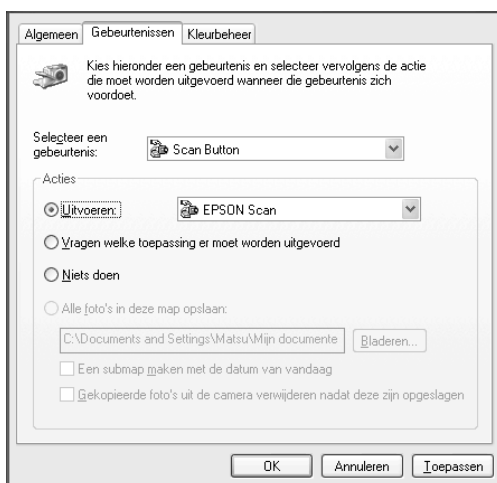 Algemeen Gebeurtenissen Kleurbeheer
Kies hieronder een gebeurtenis en selecteer vervolgens de actie
die moet worden uitgevoerd wanneer die gebeurtenis zich
voordoet.
Selecteer een
gebeurtenis:
Scan Button
Acties
Uitvoeren:
EPSON Scan
Vragen welke toepassing er moet worden uitgevoerd
Niets doen
Alle foto's in deze map opslaan:
C:\Documents and Settings\Matsu\Mijn documente
Bladeren...
Een submap maken met de datum van vandaag
Gekopieerde foto's uit de camera verwijderen nadat deze zijn opgeslagen
OK Annuleren Toepassen